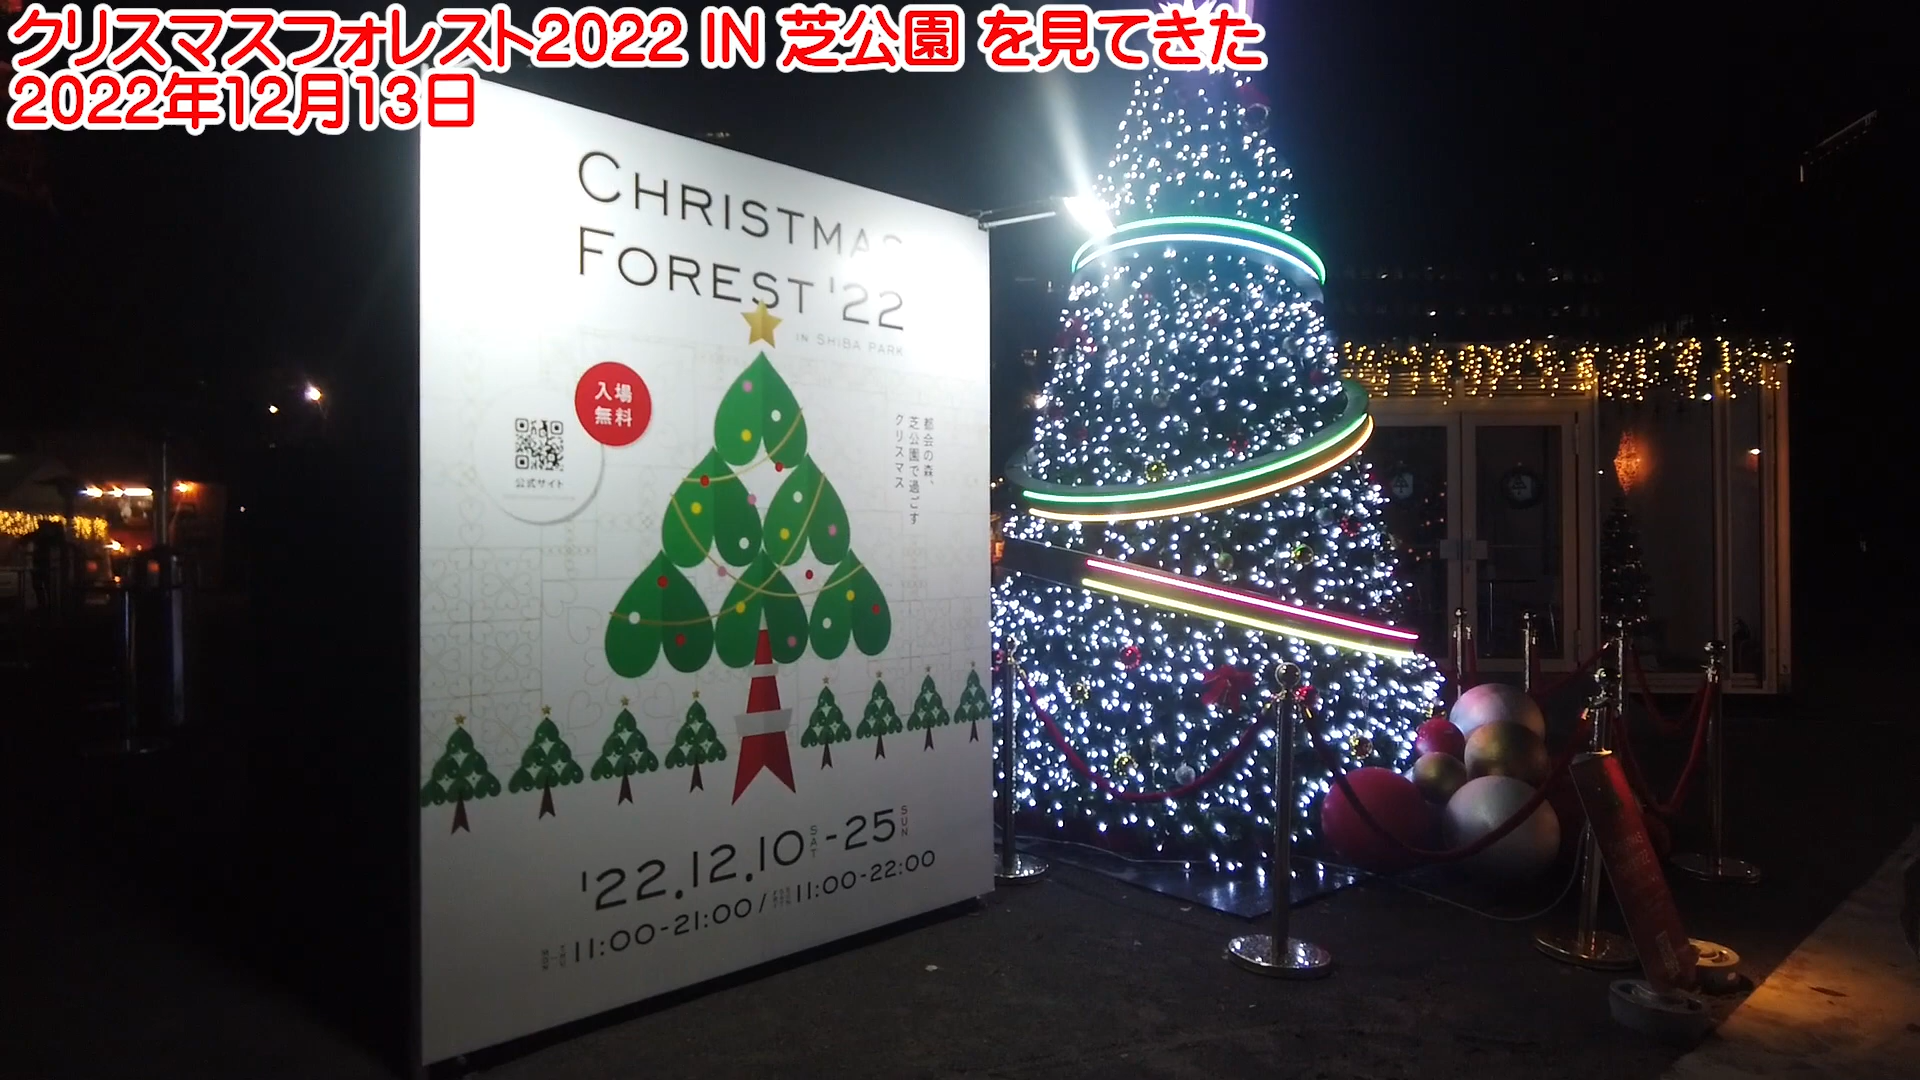 クリスマスフォレスト2022 IN 芝公園 を見てきた
2022年12月13日
CHRISTMAS
FOREST '22
IN SHIBA PARK
入場
無料
公式サイト
都会の森、
芝公園で過ごす
クリスマス
'22.12.10 SAT -25 SUN
11:00-21:00 / 11:00-22:00